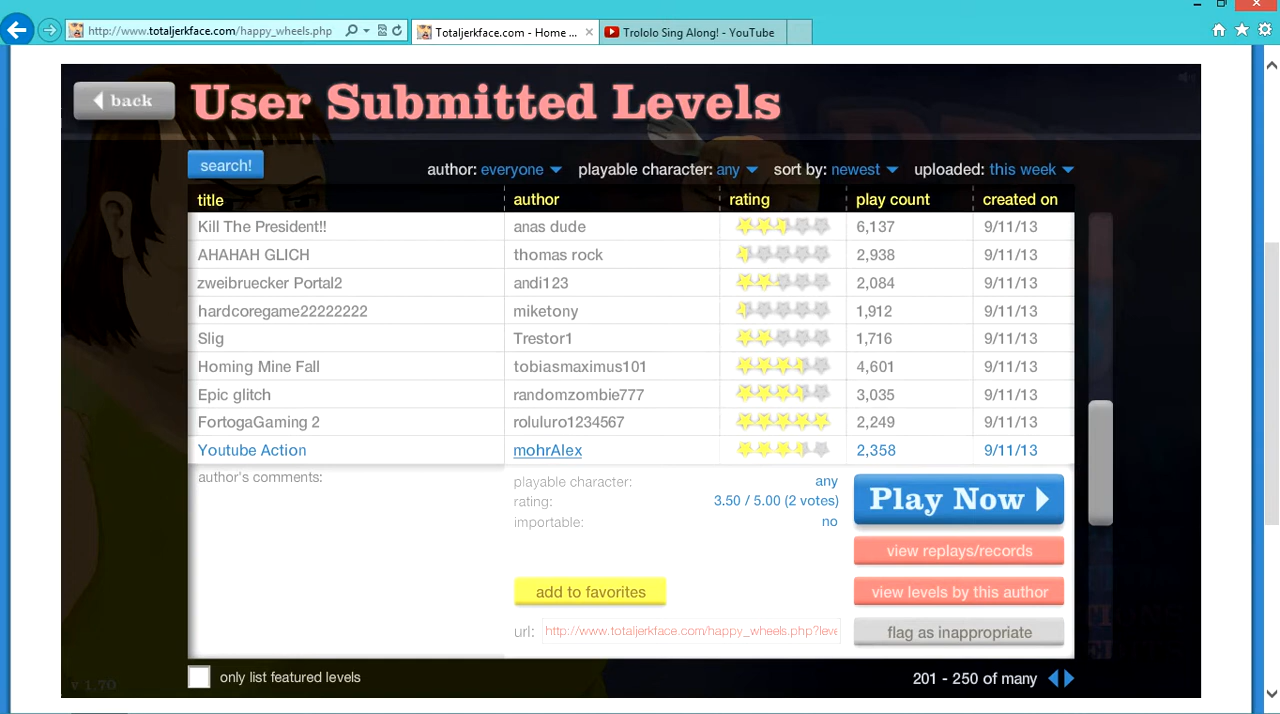 http://www.totaljerkface.com/happy_wheels.php
Totaljerkface.com - Home ...
Trololo Sing Along! - YouTube
back
User Submitted Levels
search!
author: everyone
playable character: any
sort by: newest
uploaded: this week
title author rating play count created on
Kill The President!! anas dude 6,137 9/11/13
AHAHAH GLICH thomas rock 2,938 9/11/13
zweibruecker Portal2 andi123 2,084 9/11/13
hardcoregame22222222 miketony 1,912 9/11/13
Slig Trestor1 1,716 9/11/13
Homing Mine Fall tobiasmaximus101 4,601 9/11/13
Epic glitch randomzombie777 3,035 9/11/13
FortogaGaming 2 roluluro1234567 2,249 9/11/13
Youtube Action mohrAlex 2,358 9/11/13
author's comments:
playable character: any
rating: 3.50 / 5.00 (2 votes)
importable: no
Play Now
view replays/records
add to favorites
view levels by this author
url: http://www.totaljerkface.com/happy_wheels.php?leve
flag as inappropriate
v 1.70
only list featured levels
201 - 250 of many